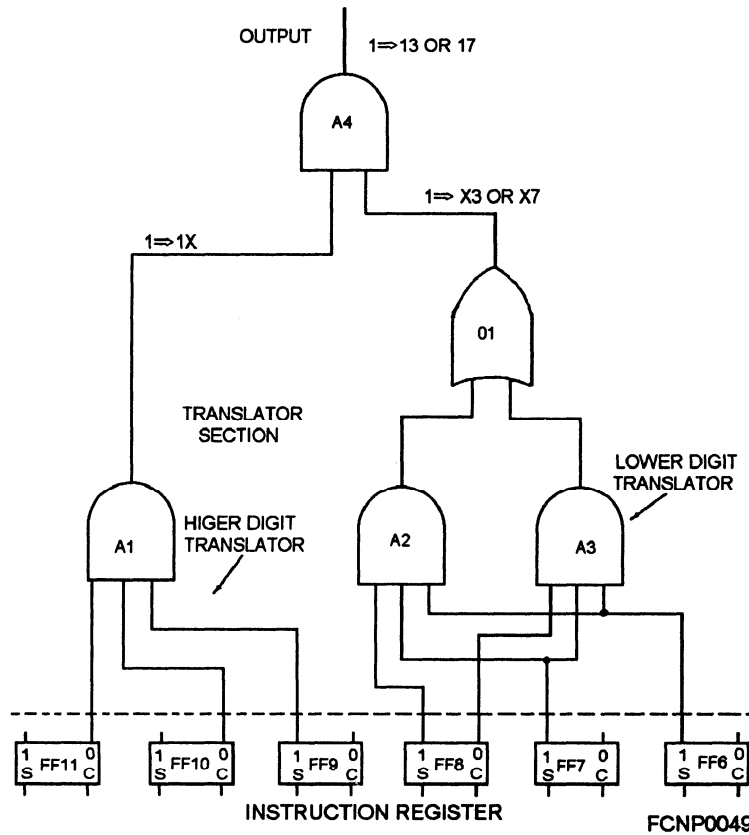 OUTPUT
1⇒13 OR 17
A4
1⇒ X3 OR X7
1⇒1X
01
TRANSLATOR
SECTION
LOWER DIGIT
TRANSLATOR
HIGER DIGIT
TRANSLATOR
A1
A2
A3
1 0
S FF11 C
1 0
S FF10 C
1 0
S FF9 C
1 0
S FF8 C
1 0
S FF7 C
1 0
S FF6 C
INSTRUCTION REGISTER
FCNP0049